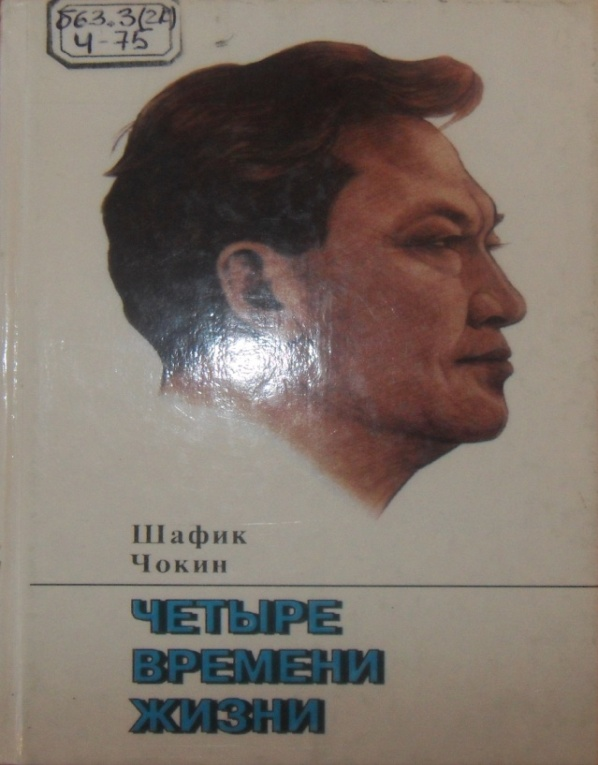 Б63.3(2К)
Ч-75
Шафик
Чокин
ЧЕТЫРЕ
ВРЕМЕНИ
ЖИЗНИ